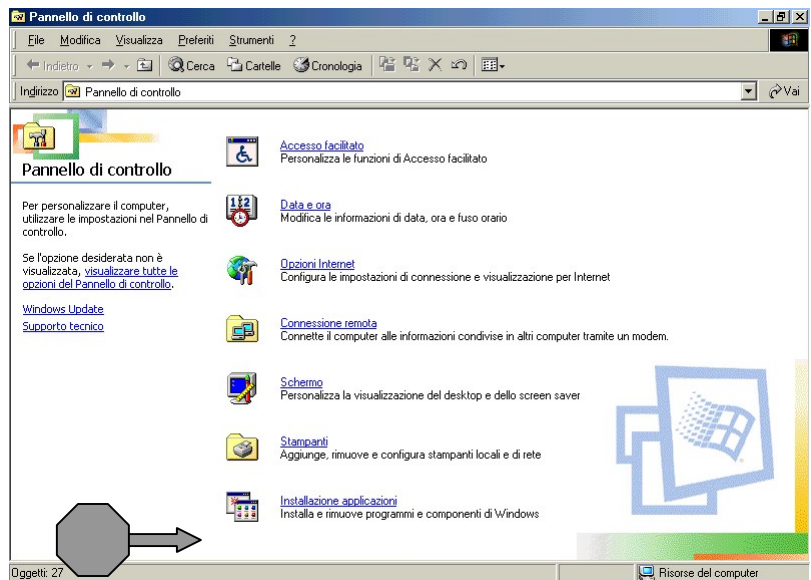 Pannello di controllo
File Modifica Visualizza Preferiti Strumenti ?
Indietro Cerca Cartelle Cronologia
Indirizzo Pannello di controllo Vai
Pannello di controllo
Per personalizzare il computer,
utilizzare le impostazioni nel Pannello di
controllo.
Se l'opzione desiderata non è
visualizzata, visualizzare tutte le
opzioni del Pannello di controllo.
Windows Update
Supporto tecnico
Accesso facilitato
Personalizza le funzioni di Accesso facilitato
Data e ora
Modifica le informazioni di data, ora e fuso orario
Opzioni Internet
Configura le impostazioni di connessione e visualizzazione per Internet
Connessione remota
Connette il computer alle informazioni condivise in altri computer tramite un modem.
Schermo
Personalizza la visualizzazione del desktop e dello screen saver
Stampanti
Aggiunge, rimuove e configura stampanti locali e di rete
Installazione applicazioni
Installa e rimuove programmi e componenti di Windows
Oggetti: 27 Risorse del computer